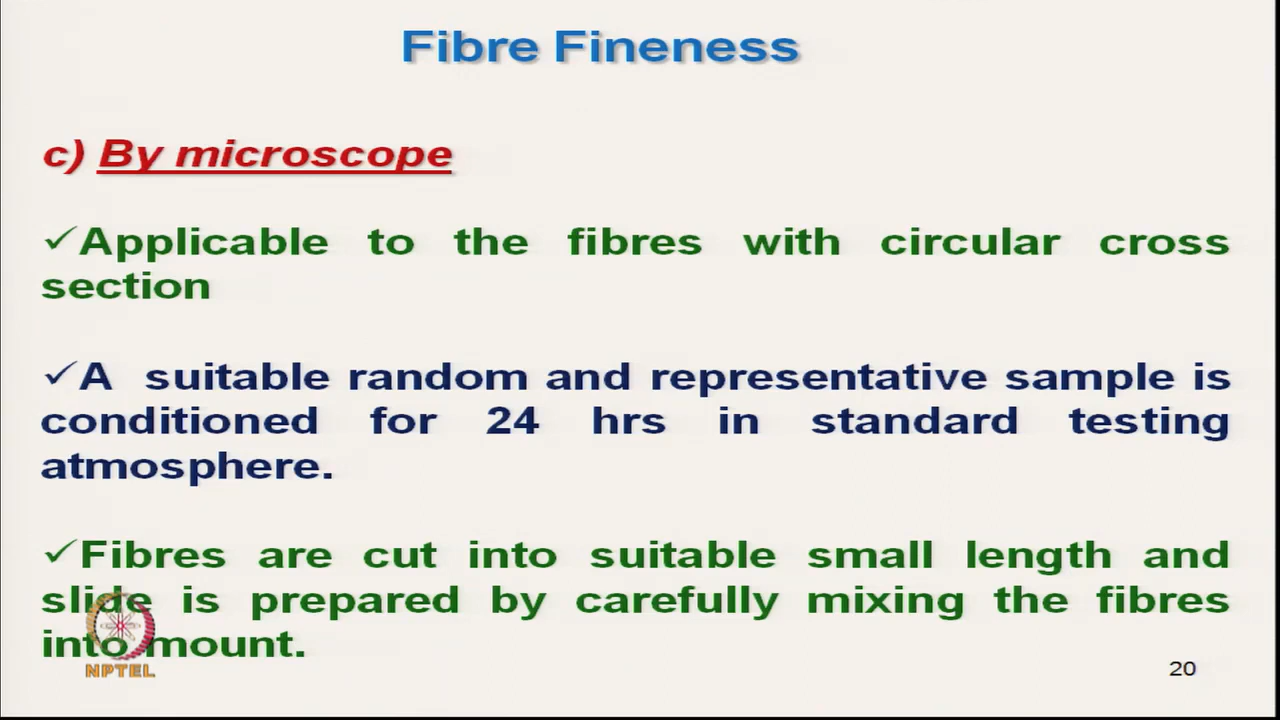 Fibre Fineness
c) By microscope
✓Applicable to the fibres with circular cross
section
✓A suitable random and representative sample is
conditioned for 24 hrs in standard testing
atmosphere.
✓Fibres are cut into suitable small length and
slide is prepared by carefully mixing the fibres
into mount.
NPTEL
20